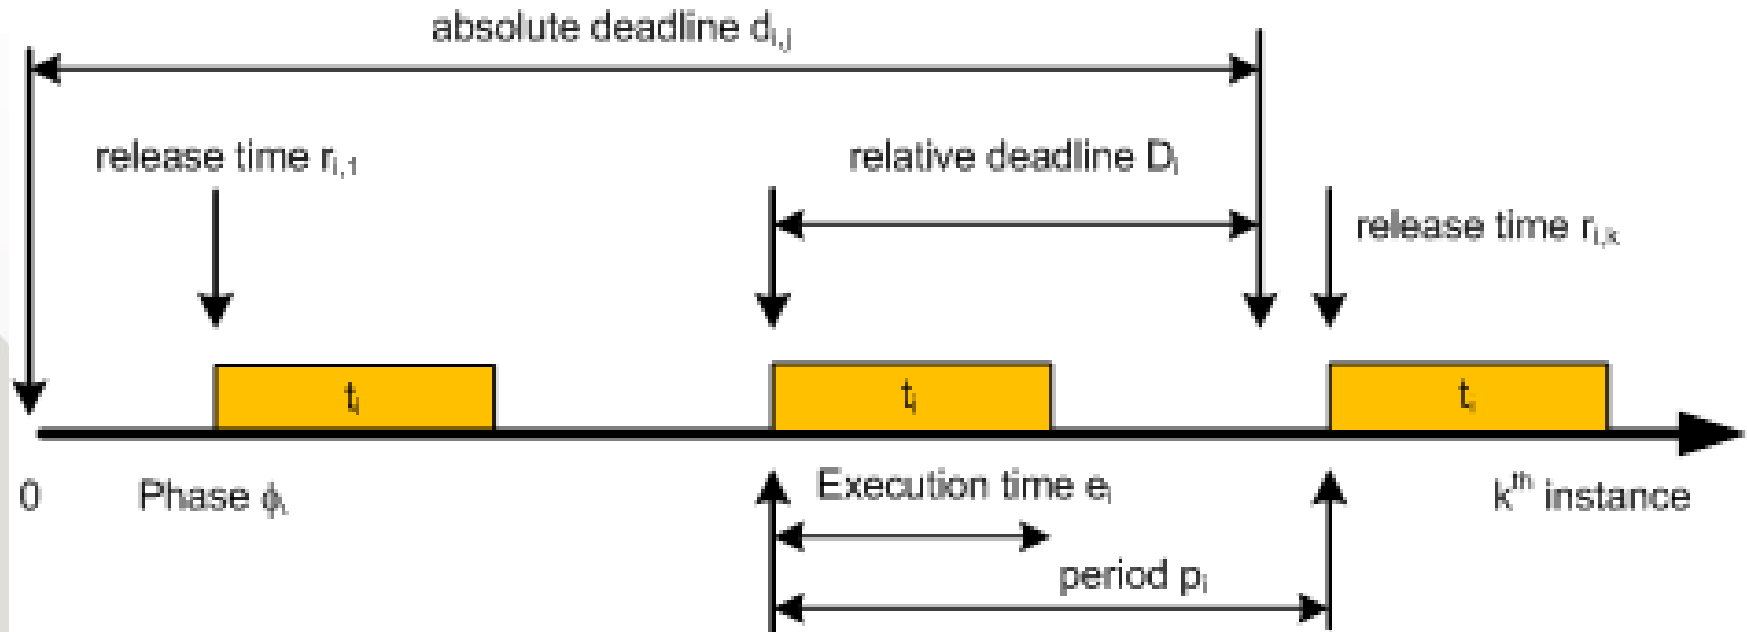 absolute deadline dᵢ,ⱼ
release time rᵢ,₁
relative deadline Dᵢ
release time rᵢ,ₖ
tᵢ
tᵢ
tᵢ
0
Phase ϕᵢ
Execution time eᵢ
kᵗʰ instance
period pᵢ